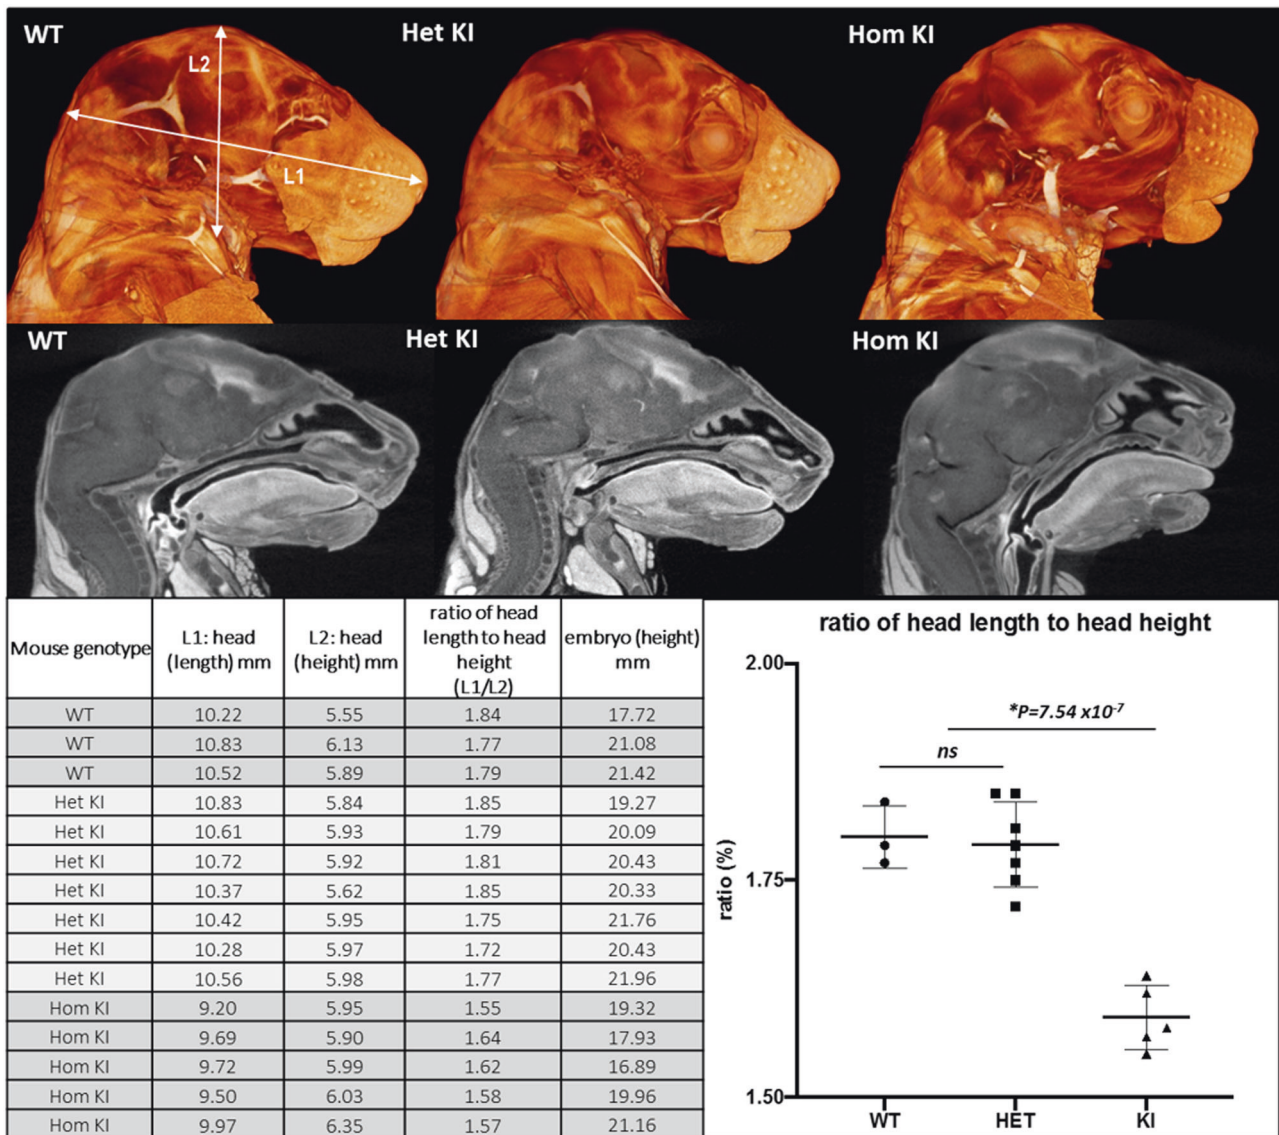 WT
Het KI
Hom KI
L2
L1
WT
Het KI
Hom KI
Mouse genotype
L1: head
(length) mm
L2: head
(height) mm
ratio of head
length to head
height
(L1/L2)
embryo (height)
mm
WT 10.22 5.55 1.84 17.72
WT 10.83 6.13 1.77 21.08
WT 10.52 5.89 1.79 21.42
Het KI 10.83 5.84 1.85 19.27
Het KI 10.61 5.93 1.79 20.09
Het KI 10.72 5.92 1.81 20.43
Het KI 10.37 5.62 1.85 20.33
Het KI 10.42 5.95 1.75 21.76
Het KI 10.28 5.97 1.72 20.43
Het KI 10.56 5.98 1.77 21.96
Hom KI 9.20 5.95 1.55 19.32
Hom KI 9.69 5.90 1.64 17.93
Hom KI 9.72 5.99 1.62 16.89
Hom KI 9.50 6.03 1.58 19.96
Hom KI 9.97 6.35 1.57 21.16
ratio of head length to head height
2.00
*P=7.54 x10⁻⁷
ns
ratio (%)
1.75
1.50
WT HET KI